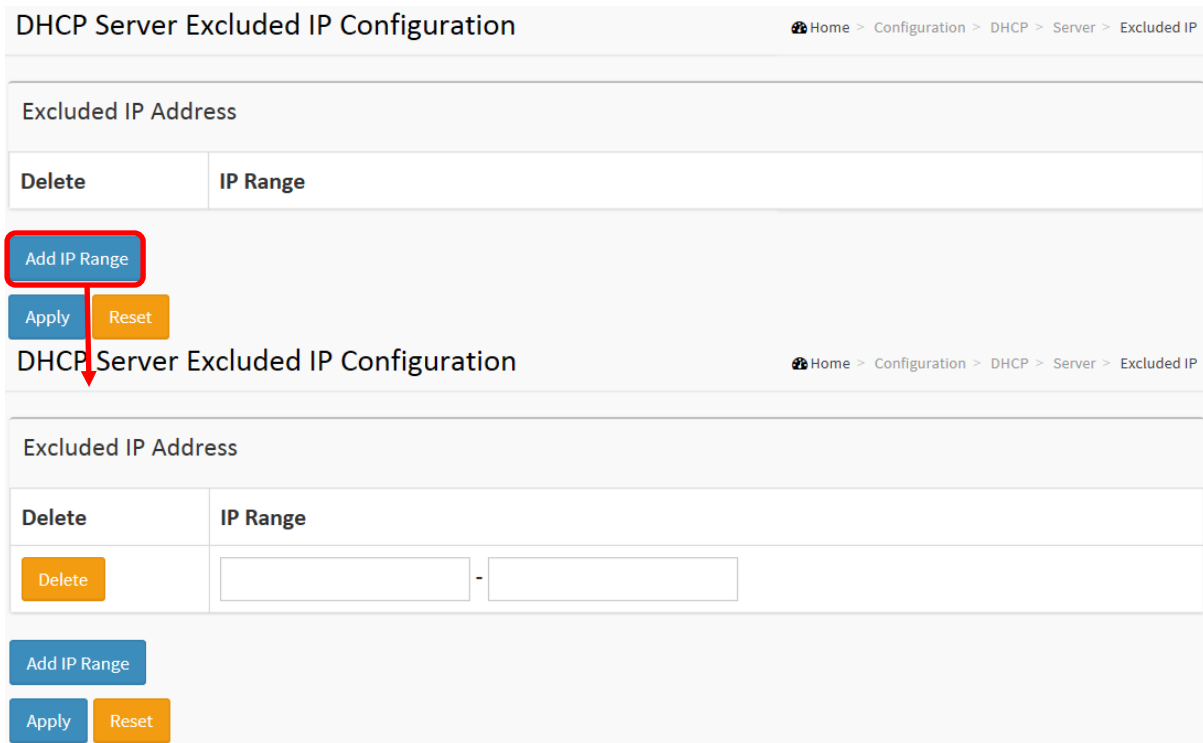 DHCP Server Excluded IP Configuration
Home > Configuration > DHCP > Server > Excluded IP
Excluded IP Address
Delete IP Range
Add IP Range
Apply Reset
DHCP Server Excluded IP Configuration
Home > Configuration > DHCP > Server > Excluded IP
Excluded IP Address
Delete IP Range
Delete -
Add IP Range
Apply Reset